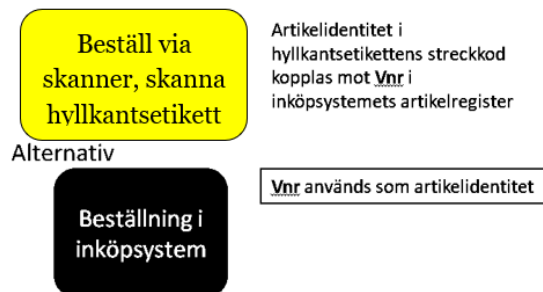 Beställ via
skanner, skanna
hyllkantsetikett
Artikelidentitet i
hyllkantsetikettens streckkod
kopplas mot Vnr i
inköpsystemets artikelregister
Alternativ
Beställning i
inköpsystem
Vnr används som artikelidentitet